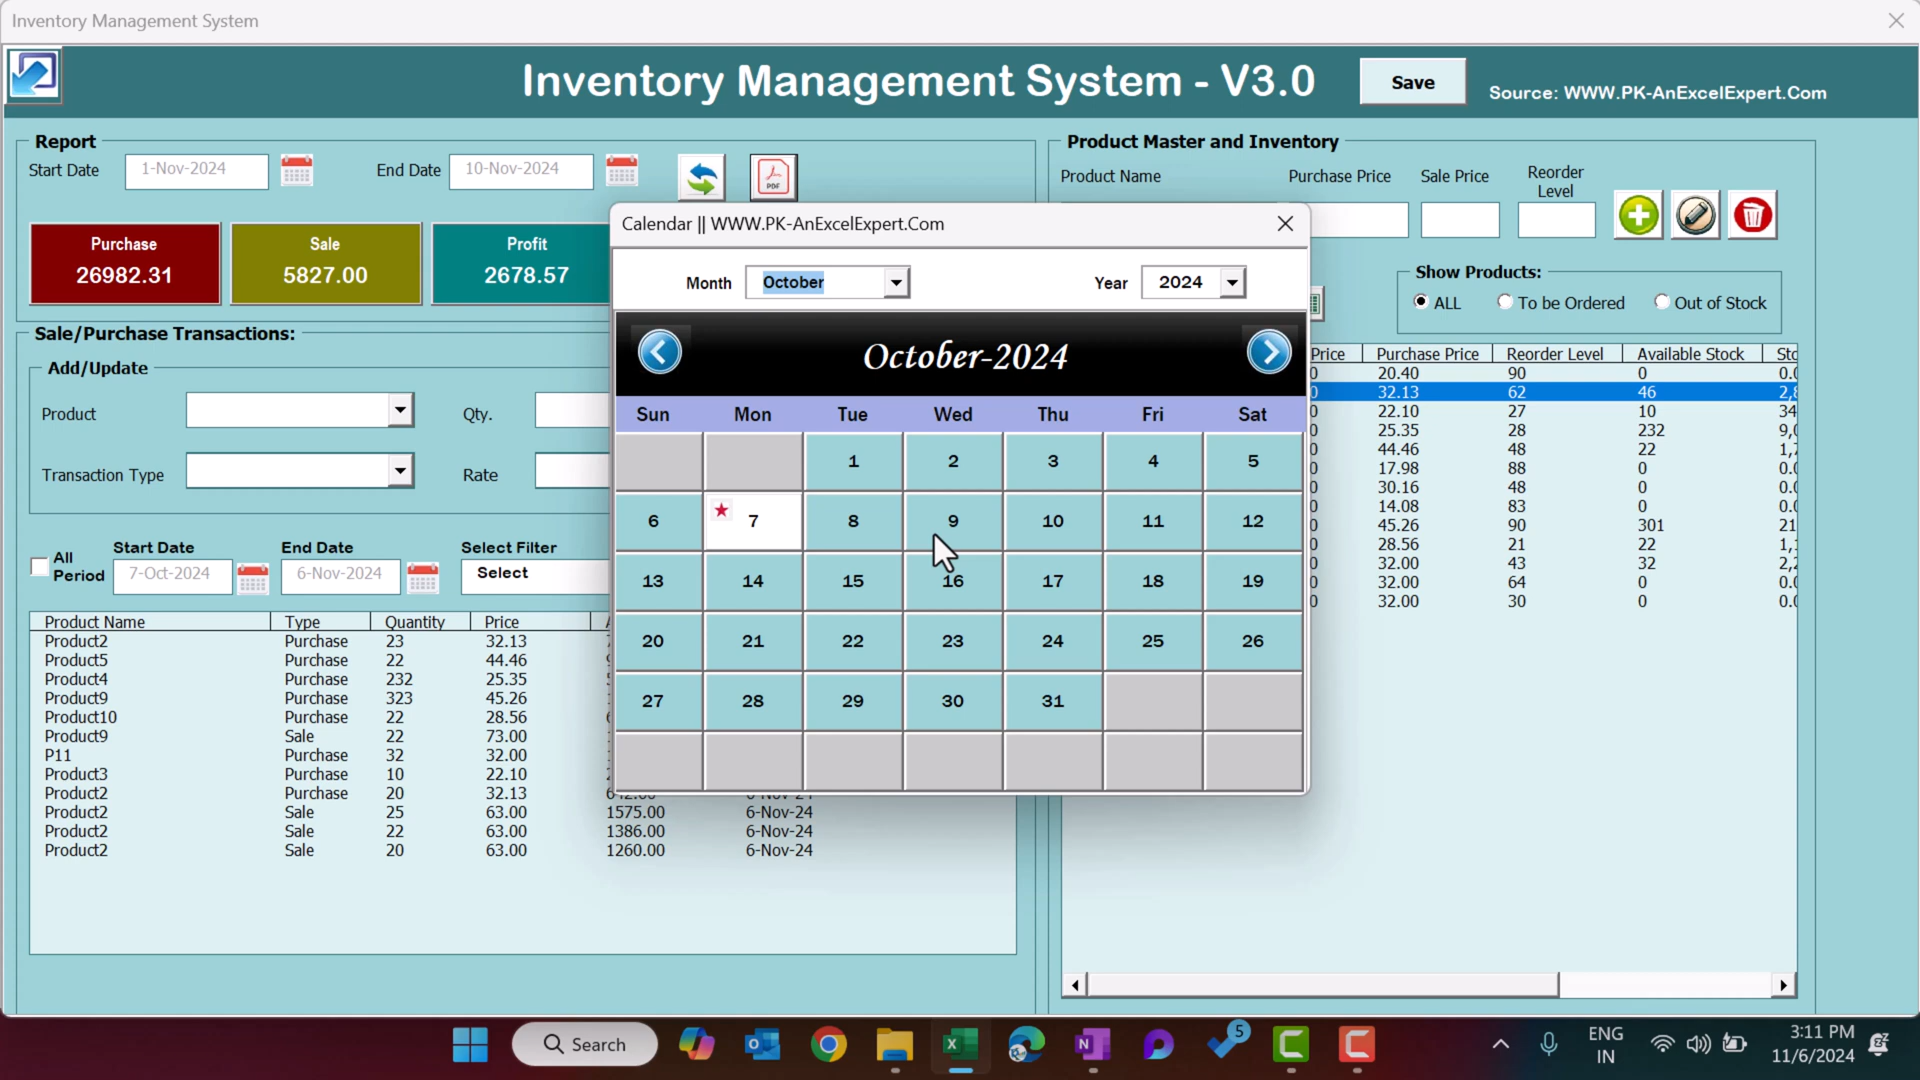 Inventory Management System
Inventory Management System - V3.0
Save
Source: WWW.PK-AnExcelExpert.Com
Report
Start Date
1-Nov-2024
End Date
10-Nov-2024
PDF
Purchase
26982.31
Sale
5827.00
Profit
2678.57
Product Master and Inventory
Product Name
Purchase Price
Sale Price
Reorder
Level
Show Products:
ALL
To be Ordered
Out of Stock
Calendar || WWW.PK-AnExcelExpert.Com
Month
October
Year
2024
October-2024
Sun Mon Tue Wed Thu Fri Sat
1 2 3 4 5
6 7 8 9 10 11 12
13 14 15 16 17 18 19
20 21 22 23 24 25 26
27 28 29 30 31
Price Purchase Price Reorder Level Available Stock
20.40 90 0
32.13 62 46
22.10 27 10
25.35 28 232
44.46 48 22
17.98 88 0
30.16 48 0
14.08 83 0
45.26 90 301
28.56 21 22
32.00 43 32
32.00 64 0
32.00 30 0
Sale/Purchase Transactions:
Add/Update
Product
Qty.
Transaction Type
Rate
All
Period
Start Date
7-Oct-2024
End Date
6-Nov-2024
Select Filter
Select
Product Name Type Quantity Price
Product2 Purchase 23 32.13
Product5 Purchase 22 44.46
Product4 Purchase 232 25.35
Product9 Purchase 323 45.26
Product10 Purchase 22 28.56
Product9 Sale 22 73.00
P11 Purchase 32 32.00
Product3 Purchase 10 22.10
Product2 Purchase 20 32.13
Product2 Sale 25 63.00 1575.00 6-Nov-24
Product2 Sale 22 63.00 1386.00 6-Nov-24
Product2 Sale 20 63.00 1260.00 6-Nov-24
Search
5
ENG
IN
3:11 PM
11/6/2024